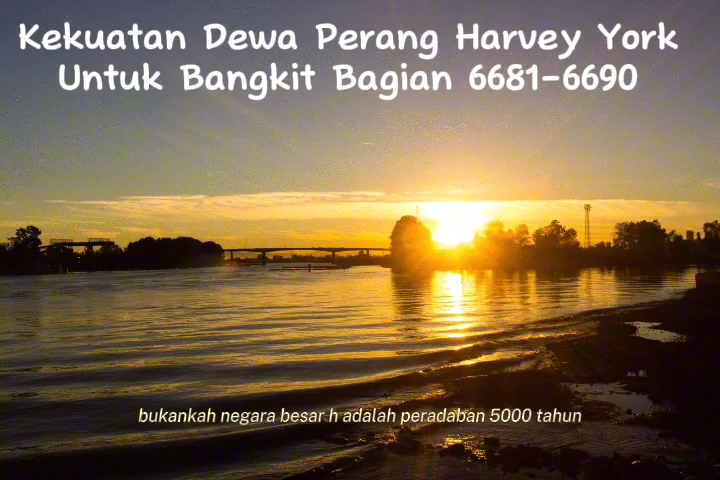 Kekuatan Dewa Perang Harvey York
Untuk Bangkit Bagian 6681-6690
bukankah negara besar h adalah peradaban 5000 tahun